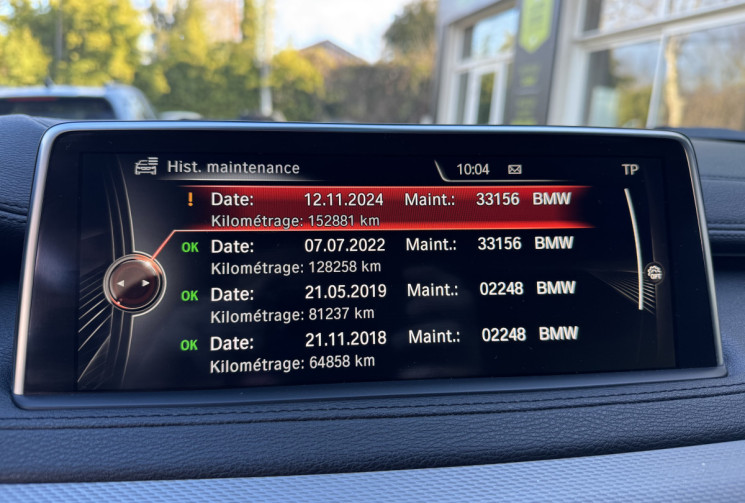 Hist. maintenance 10:04 TP
! Date: 12.11.2024 Maint.: 33156 BMW
Kilométrage: 152881 km
OK Date: 07.07.2022 Maint.: 33156 BMW
Kilométrage: 128258 km
OK Date: 21.05.2019 Maint.: 02248 BMW
Kilométrage: 81237 km
OK Date: 21.11.2018 Maint.: 02248 BMW
Kilométrage: 64858 km